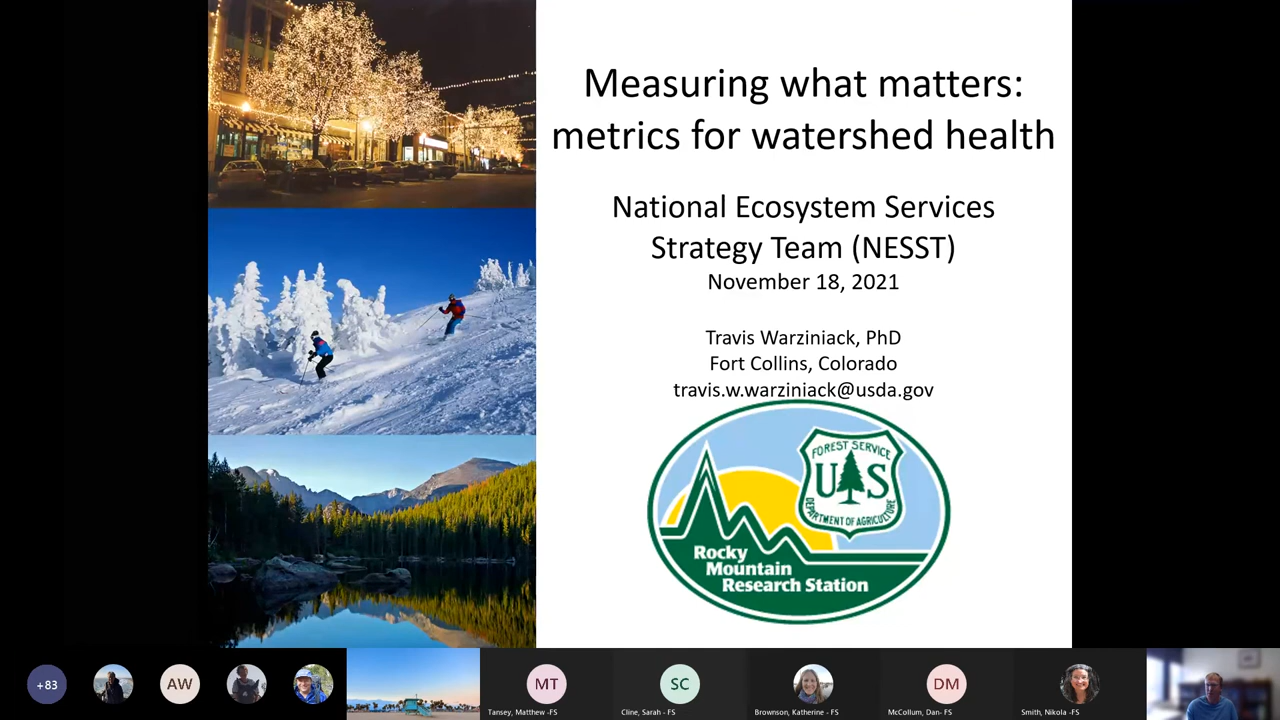 Measuring what matters:
metrics for watershed health
National Ecosystem Services
Strategy Team (NESST)
November 18, 2021
Travis Warziniack, PhD
Fort Collins, Colorado
travis.w.warziniack@usda.gov
FOREST SERVICE
U S
DEPARTMENT OF AGRICULTURE
Rocky
Mountain
Research Station
+83
AW
MT
SC
DM
Tansey, Matthew -FS
Cline, Sarah - FS
Brownson, Katherine - FS
McCollum, Dan- FS
Smith, Nikola -FS